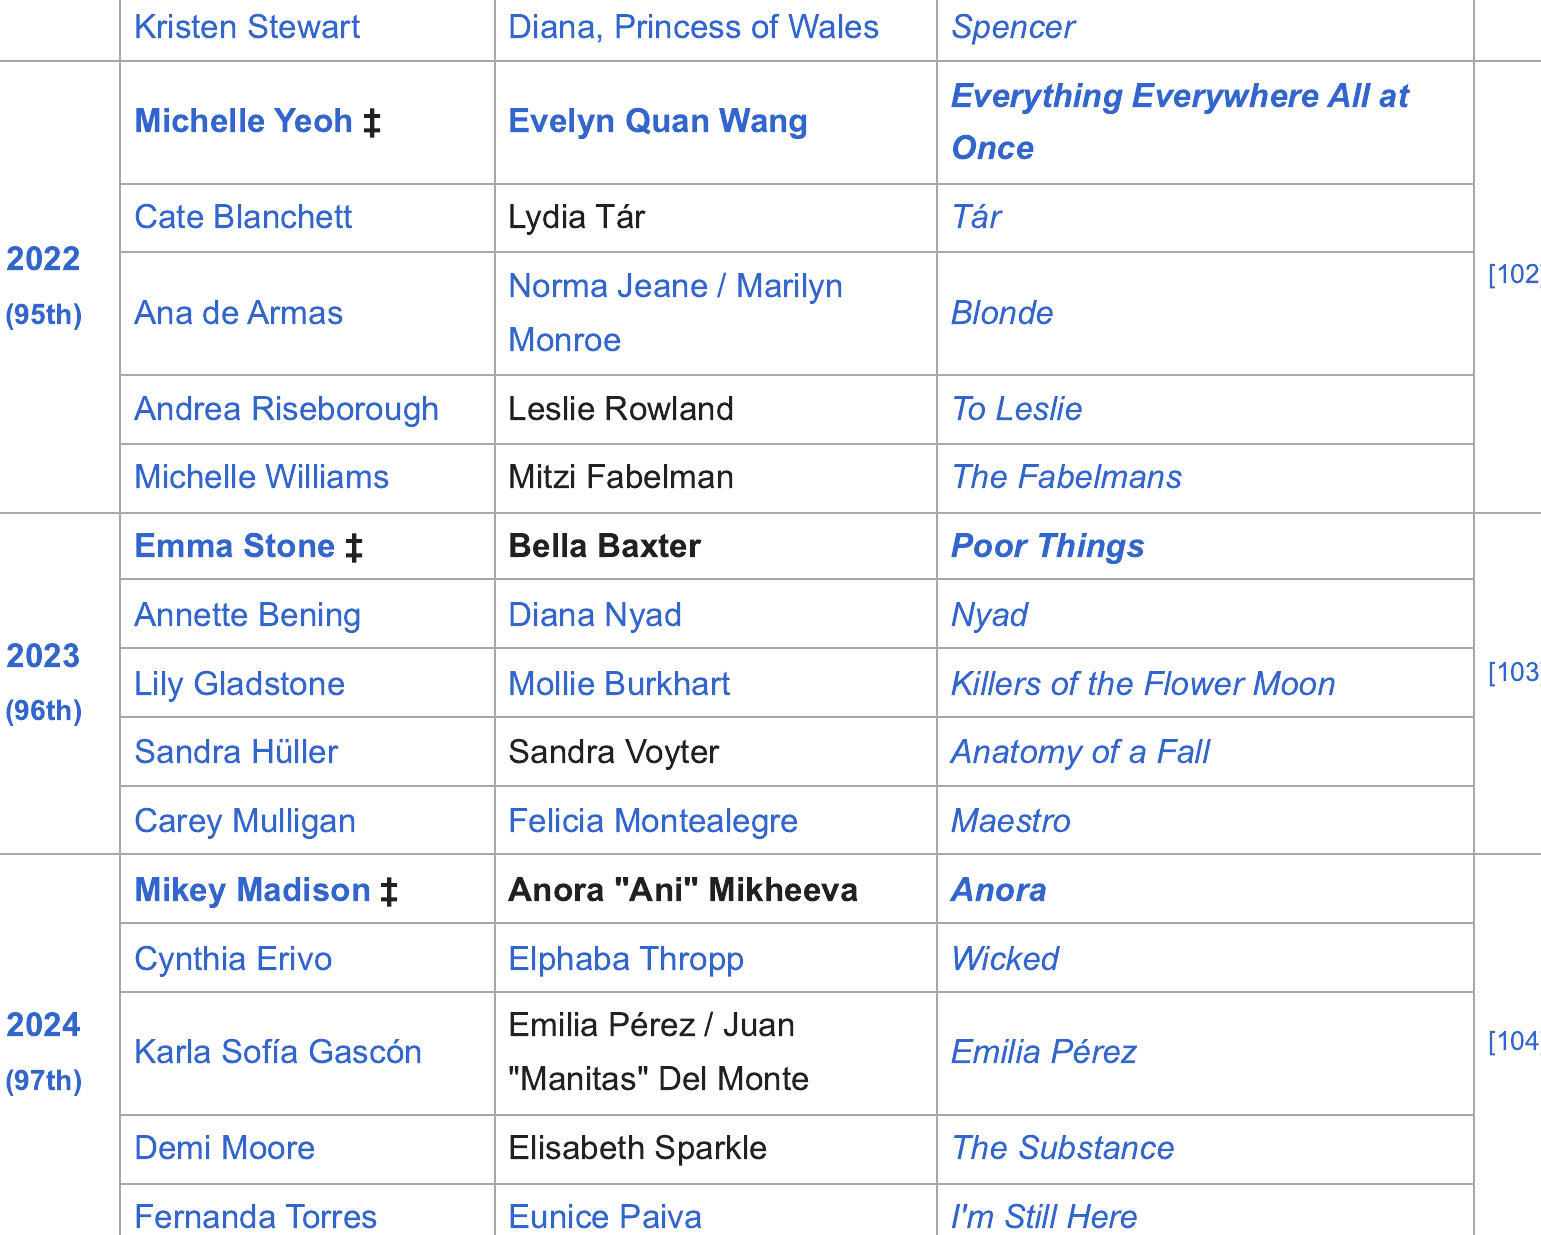 Kristen Stewart Diana, Princess of Wales Spencer
2022
(95th)
Michelle Yeoh ‡ Evelyn Quan Wang Everything Everywhere All at
Once
Cate Blanchett Lydia Tár Tár
Ana de Armas Norma Jeane / Marilyn
Monroe Blonde
Andrea Riseborough Leslie Rowland To Leslie
Michelle Williams Mitzi Fabelman The Fabelmans
[102]
2023
(96th)
Emma Stone ‡ Bella Baxter Poor Things
Annette Bening Diana Nyad Nyad
Lily Gladstone Mollie Burkhart Killers of the Flower Moon
Sandra Hüller Sandra Voyter Anatomy of a Fall
Carey Mulligan Felicia Montealegre Maestro
[103]
2024
(97th)
Mikey Madison ‡ Anora "Ani" Mikheeva Anora
Cynthia Erivo Elphaba Thropp Wicked
Karla Sofía Gascón Emilia Pérez / Juan
"Manitas" Del Monte Emilia Pérez
Demi Moore Elisabeth Sparkle The Substance
Fernanda Torres Eunice Paiva I'm Still Here
[104]